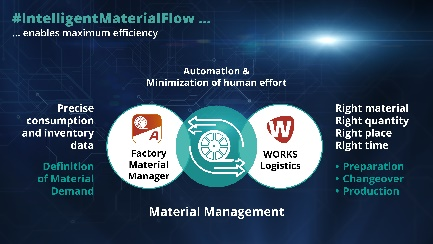 #IntelligentMaterialFlow ...
... enables maximum efficiency
Automation &
Minimization of human effort
Precise
consumption
and inventory
data
Definition
of Material
Demand
A
Factory
Material
Manager
W
WORKS
Logistics
Right material
Right quantity
Right place
Right time
• Preparation
• Changeover
• Production
Material Management